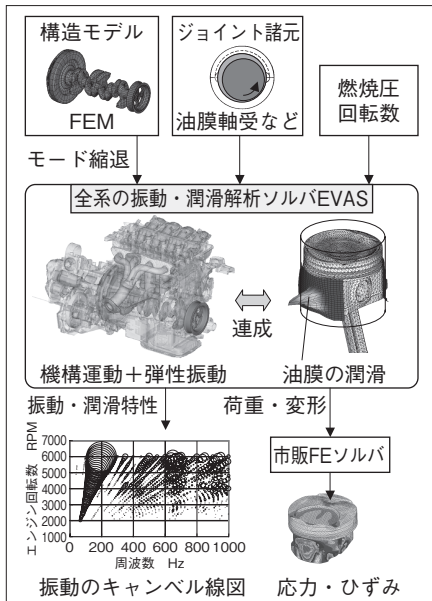 構造モデル
FEM
ジョイント諸元
油膜軸受など
燃焼圧
回転数
モード縮退
全系の振動・潤滑解析ソルバEVAS
連成
機構運動＋弾性振動
油膜の潤滑
振動・潤滑特性
荷重・変形
エンジン回転数 RPM
7000
6000
5000
4000
3000
2000
1000
0 200 400 600 800 1000
周波数 Hz
振動のキャンベル線図
市販FEソルバ
応力・ひずみ